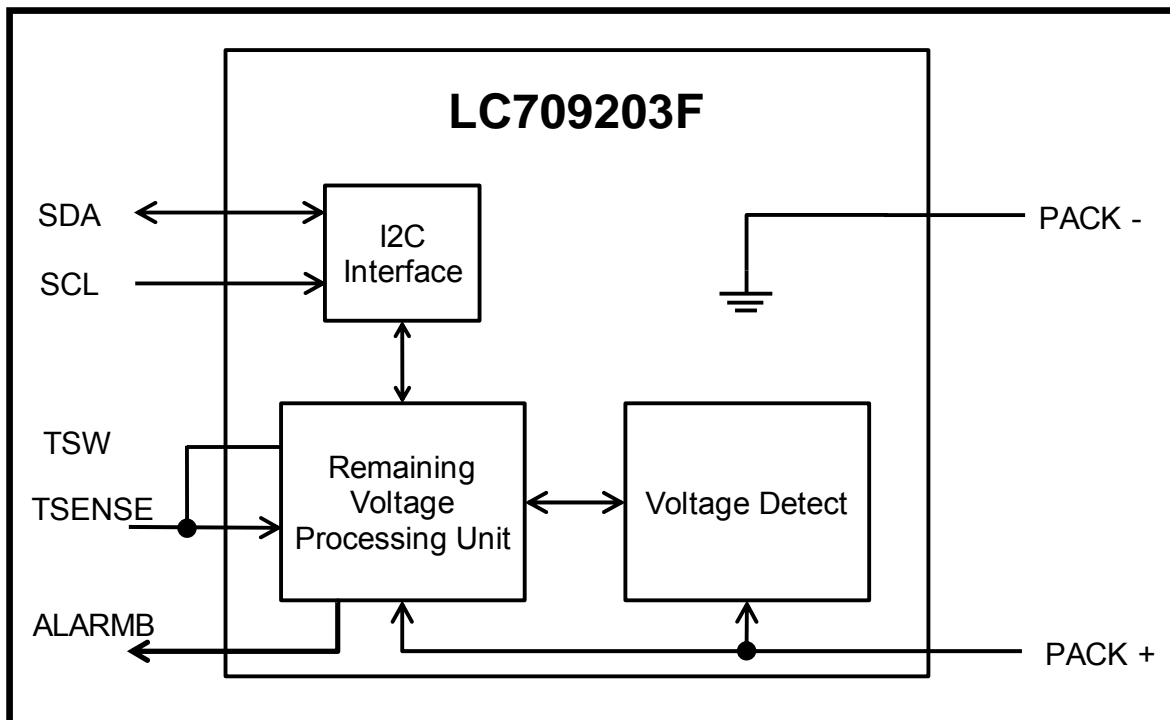 LC709203F
SDA
SCL
I2C
Interface
PACK -
TSW
TSENSE
Remaining
Voltage
Processing Unit
Voltage Detect
ALARMB
PACK +